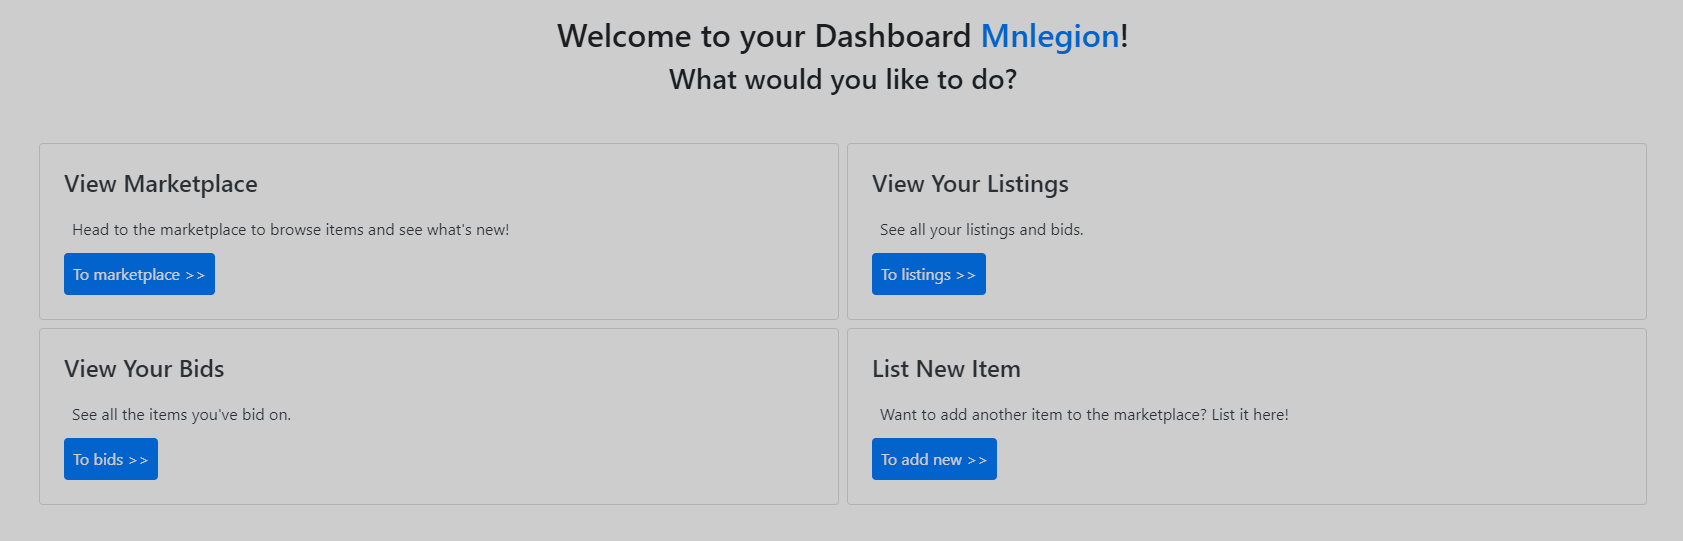 Welcome to your Dashboard Mnlegion!
What would you like to do?
View Marketplace
Head to the marketplace to browse items and see what's new!
To marketplace >>
View Your Listings
See all your listings and bids.
To listings >>
View Your Bids
See all the items you've bid on.
To bids >>
List New Item
Want to add another item to the marketplace? List it here!
To add new >>